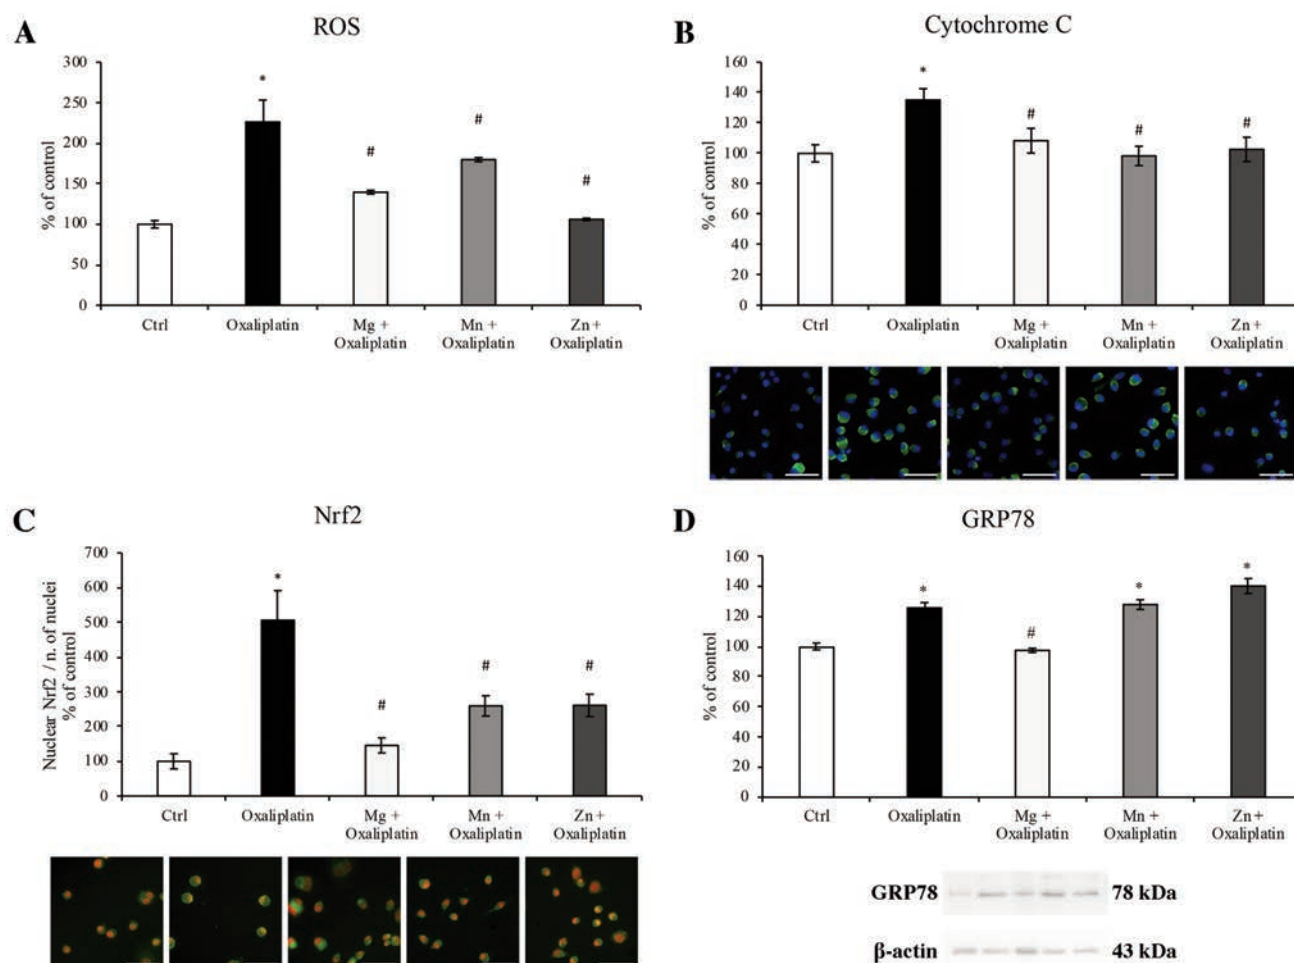 A
ROS
% of control
300
250
200
150
100
50
0
*
#
#
#
Ctrl
Oxaliplatin
Mg +
Oxaliplatin
Mn +
Oxaliplatin
Zn +
Oxaliplatin
B
Cytochrome C
% of control
160
140
120
100
80
60
40
20
0
*
#
#
#
Ctrl
Oxaliplatin
Mg +
Oxaliplatin
Mn +
Oxaliplatin
Zn +
Oxaliplatin
C
Nrf2
Nuclear Nrf2 / n. of nuclei
% of control
700
600
500
400
300
200
100
0
*
#
#
#
Ctrl
Oxaliplatin
Mg +
Oxaliplatin
Mn +
Oxaliplatin
Zn +
Oxaliplatin
D
GRP78
% of control
160
140
120
100
80
60
40
20
0
*
#
*
*
Ctrl
Oxaliplatin
Mg +
Oxaliplatin
Mn +
Oxaliplatin
Zn +
Oxaliplatin
GRP78 78 kDa
β-actin 43 kDa